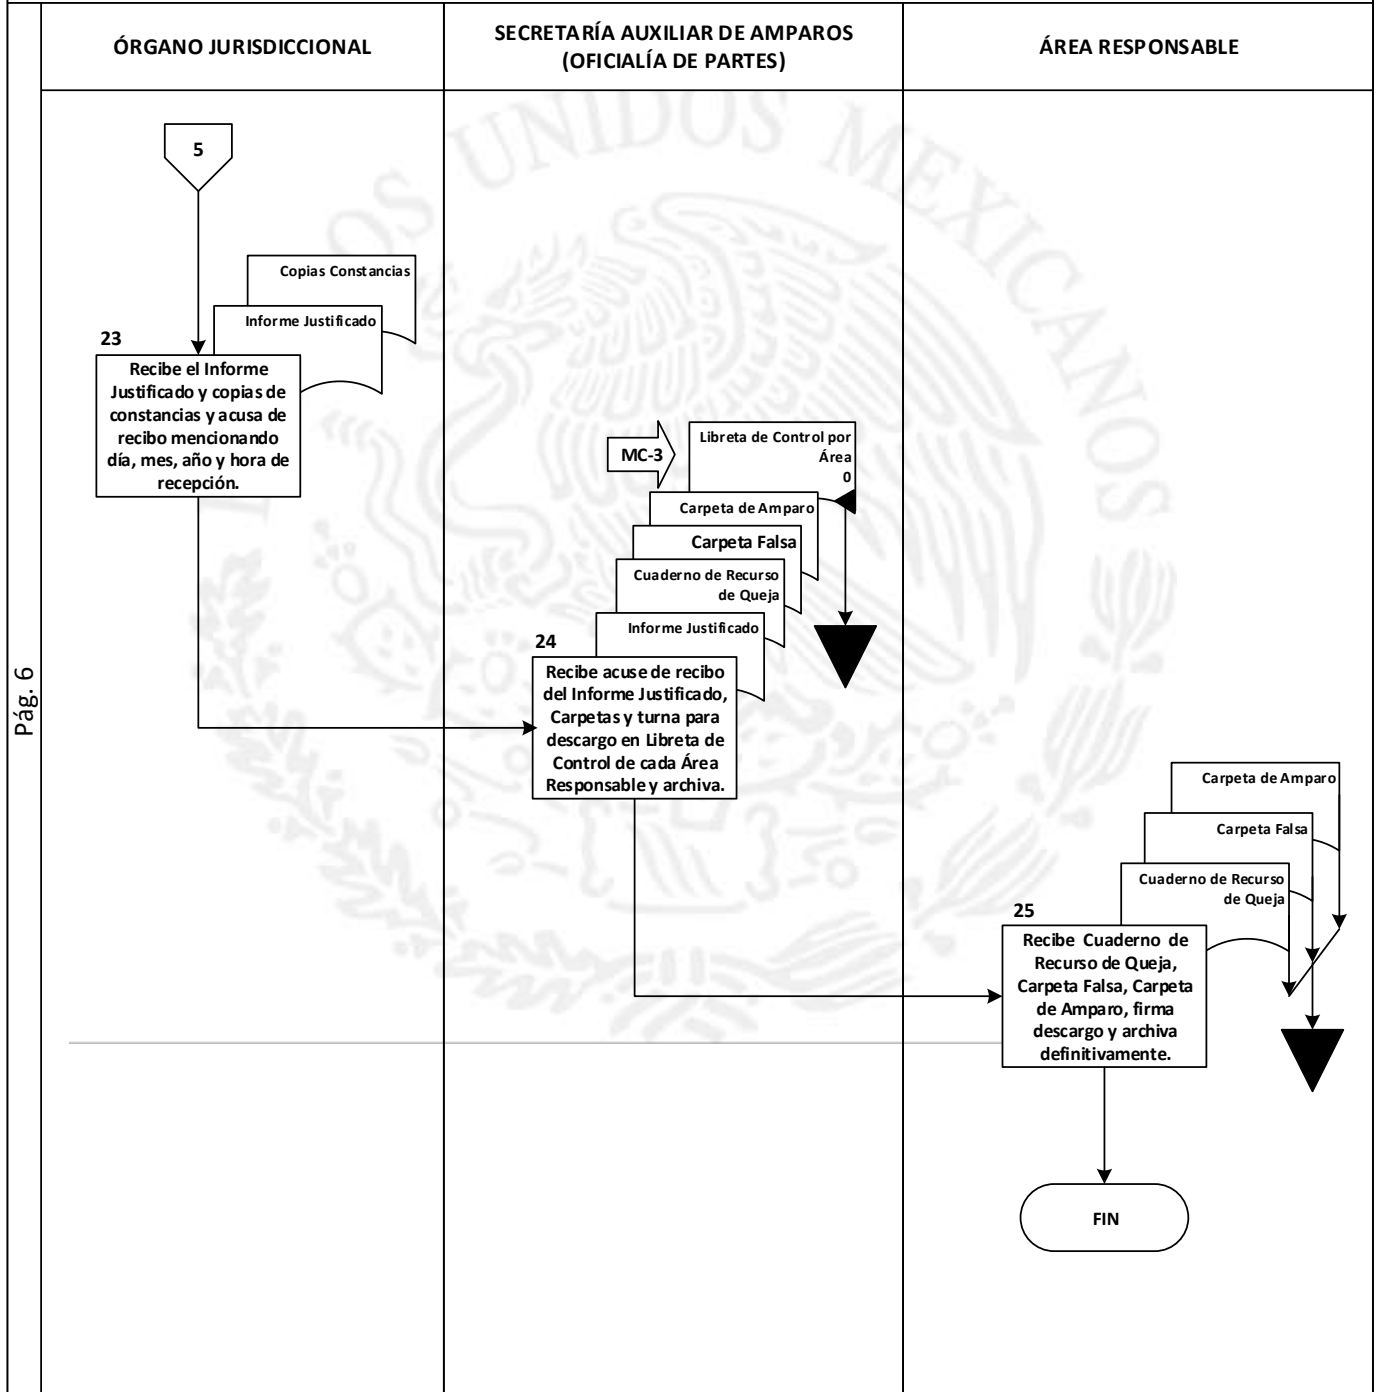 ÓRGANO JURISDICCIONAL
SECRETARÍA AUXILIAR DE AMPAROS
(OFICIALÍA DE PARTES)
ÁREA RESPONSABLE
Pág. 6
5
Copias Constancias
Informe Justificado
23
Recibe el Informe
Justificado y copias de
constancias y acusa de
recibo mencionando
día, mes, año y hora de
recepción.
MC-3
Libreta de Control por
Área
0
Carpeta de Amparo
Carpeta Falsa
Cuaderno de Recurso
de Queja
Informe Justificado
24
Recibe acuse de recibo
del Informe Justificado,
Carpetas y turna para
descargo en Libreta de
Control de cada Área
Responsable y archiva.
Carpeta de Amparo
Carpeta Falsa
Cuaderno de Recurso
de Queja
25
Recibe Cuaderno de
Recurso de Queja,
Carpeta Falsa, Carpeta
de Amparo, firma
descargo y archiva
definitivamente.
FIN
OS UNIDOS MEXICANOS